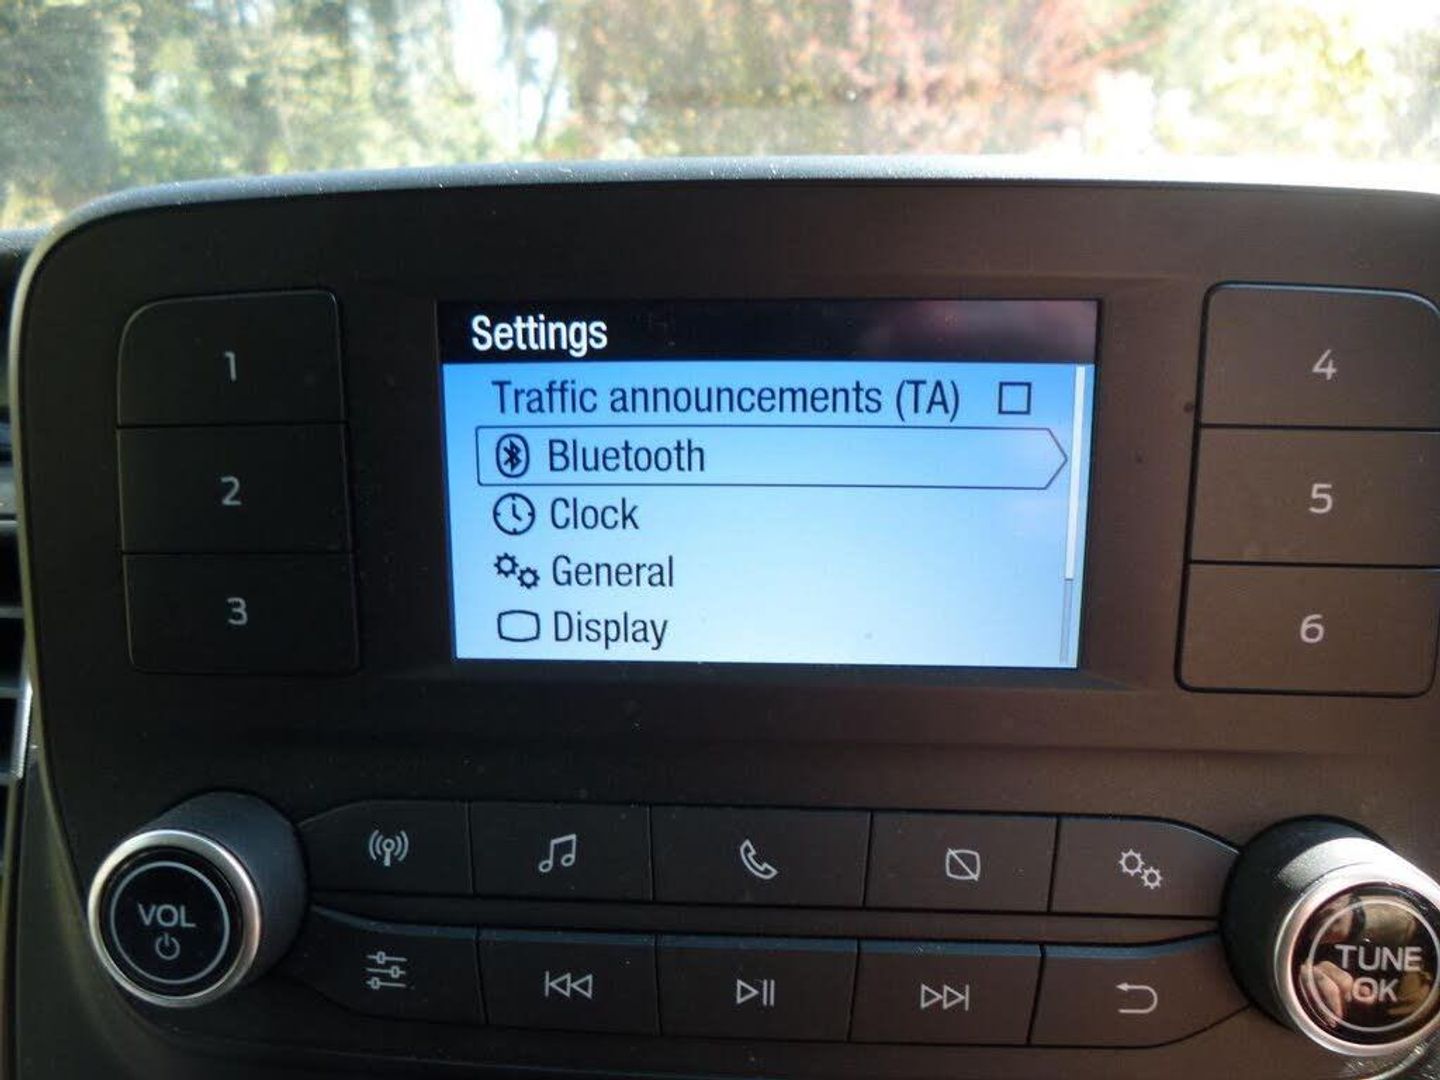 Settings
Traffic announcements (TA)
Bluetooth
Clock
General
Display
1
2
3
4
5
6
VOL
TUNE
OK